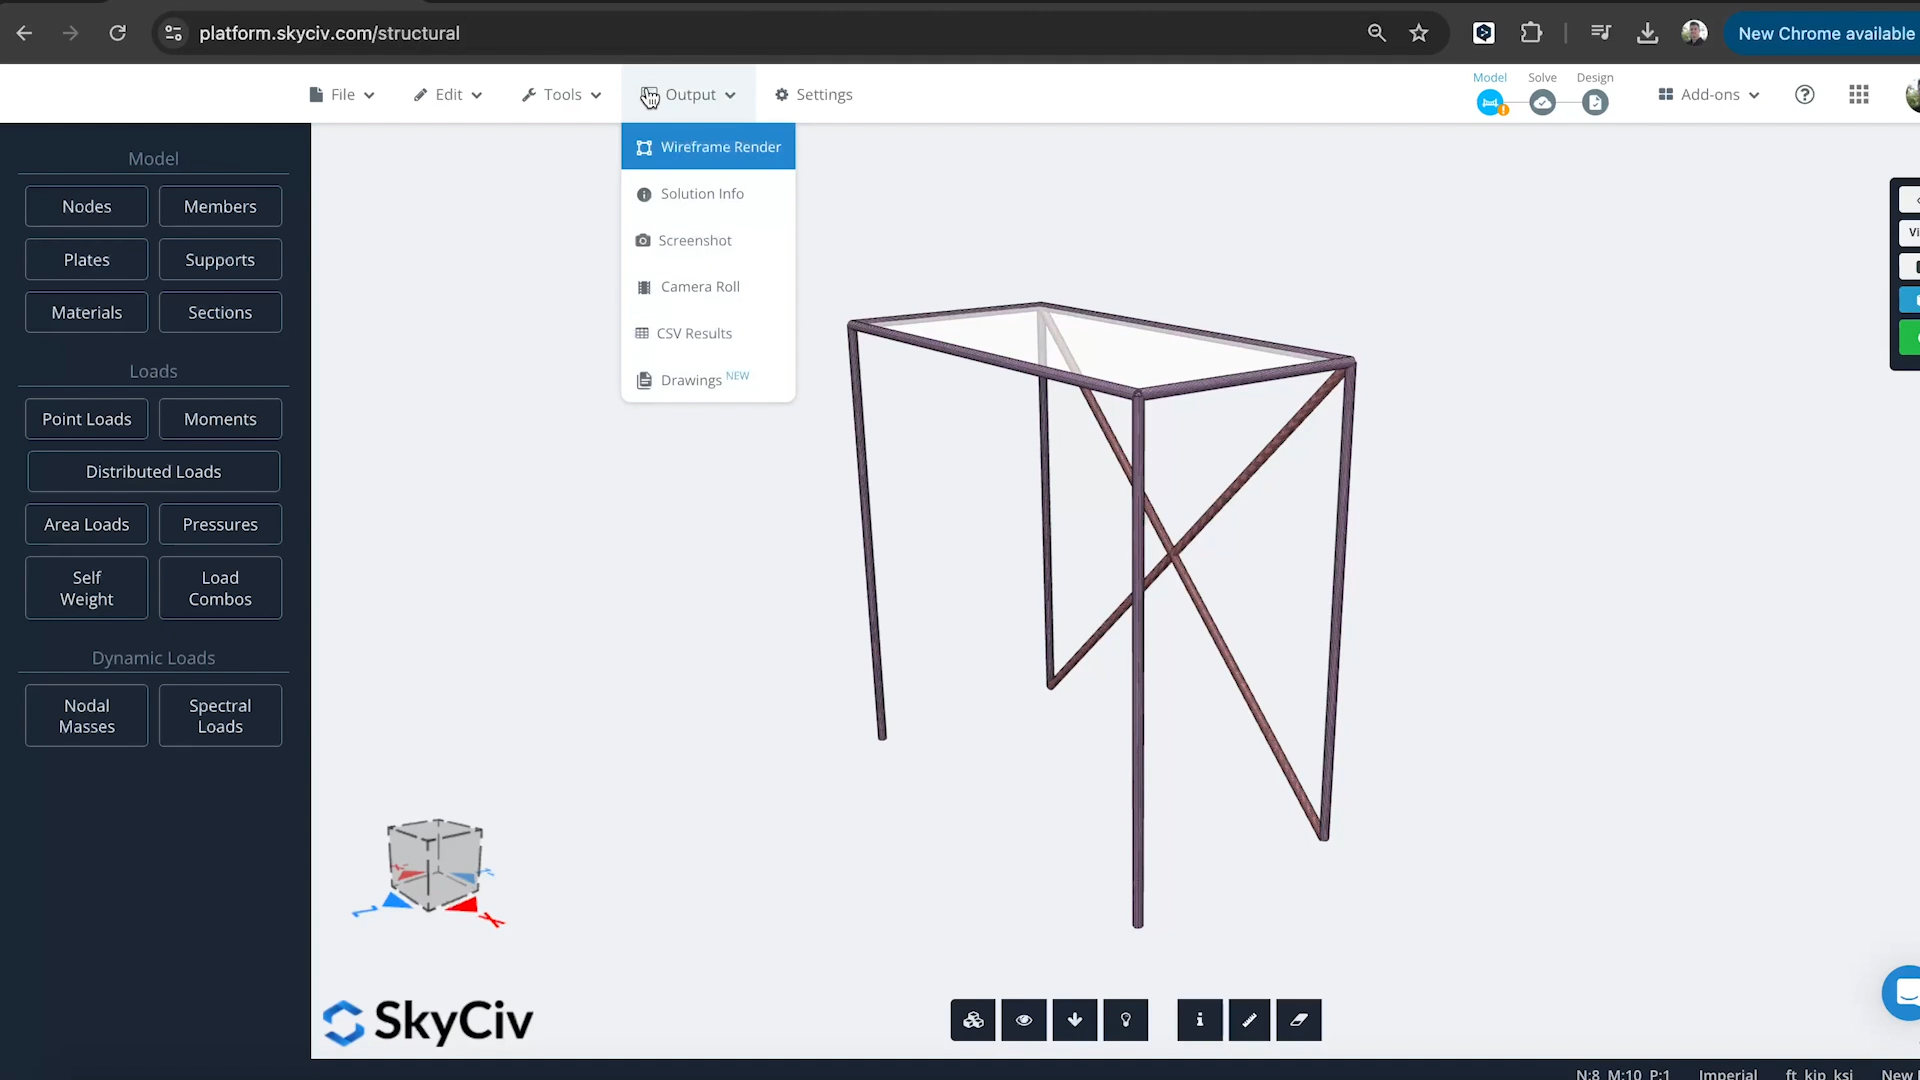 platform.skyciv.com/structural
New Chrome available
File
Edit
Tools
Output
Settings
Model
Solve
Design
Add-ons
Wireframe Render
Solution Info
Screenshot
Camera Roll
CSV Results
Drawings NEW
Model
Nodes
Members
Plates
Supports
Materials
Sections
Loads
Point Loads
Moments
Distributed Loads
Area Loads
Pressures
Self
Weight
Load
Combos
Dynamic Loads
Nodal
Masses
Spectral
Loads
Vi
SkyCiv
N:8 M:10 P:1 Imperial ft, kip, ksi New